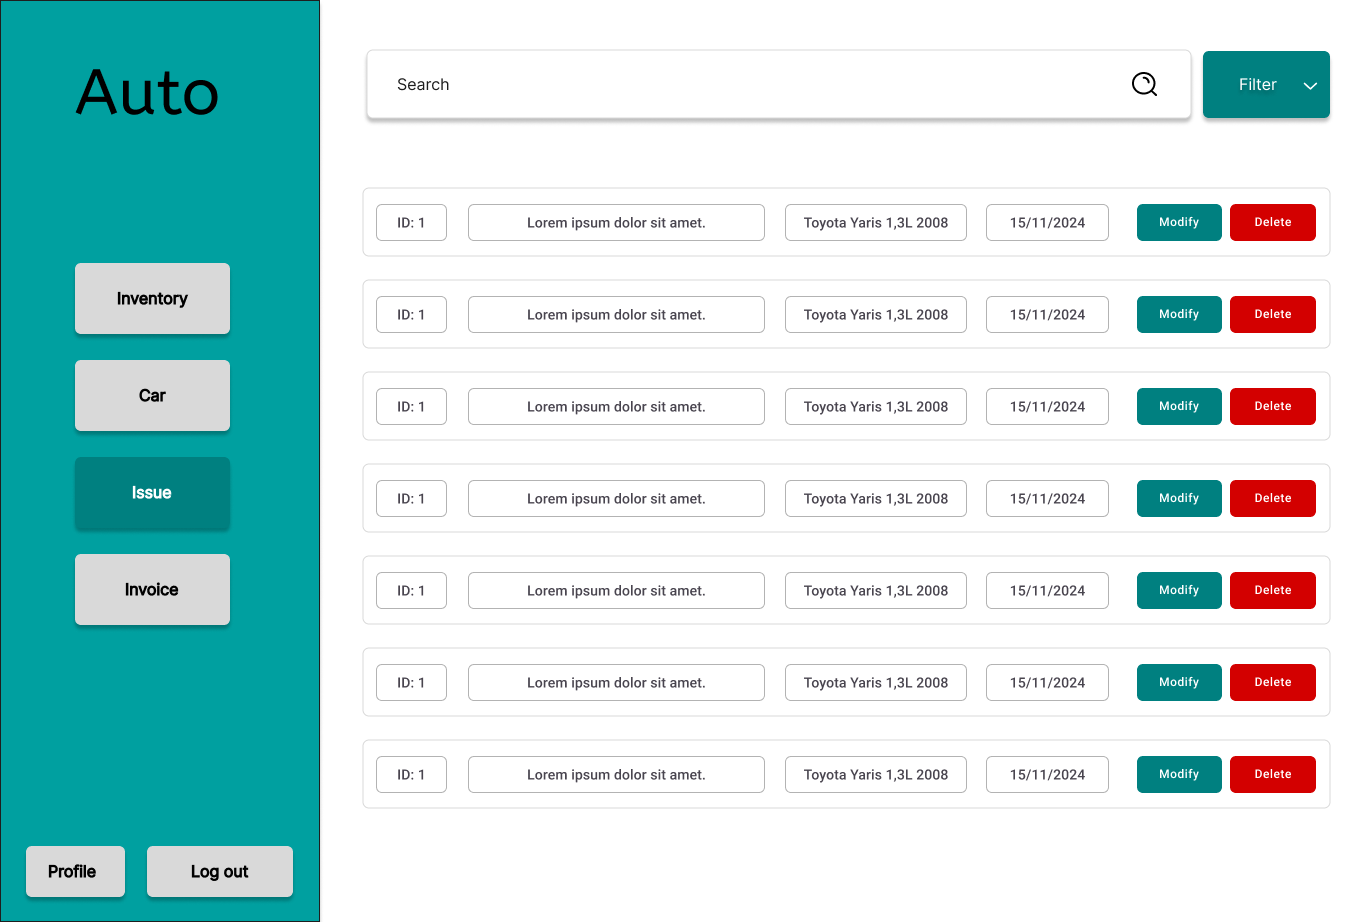 Auto
Inventory
Car
Issue
Invoice
Profile
Log out
Search
Filter
ID: 1 Lorem ipsum dolor sit amet. Toyota Yaris 1,3L 2008 15/11/2024 Modify Delete
ID: 1 Lorem ipsum dolor sit amet. Toyota Yaris 1,3L 2008 15/11/2024 Modify Delete
ID: 1 Lorem ipsum dolor sit amet. Toyota Yaris 1,3L 2008 15/11/2024 Modify Delete
ID: 1 Lorem ipsum dolor sit amet. Toyota Yaris 1,3L 2008 15/11/2024 Modify Delete
ID: 1 Lorem ipsum dolor sit amet. Toyota Yaris 1,3L 2008 15/11/2024 Modify Delete
ID: 1 Lorem ipsum dolor sit amet. Toyota Yaris 1,3L 2008 15/11/2024 Modify Delete
ID: 1 Lorem ipsum dolor sit amet. Toyota Yaris 1,3L 2008 15/11/2024 Modify Delete